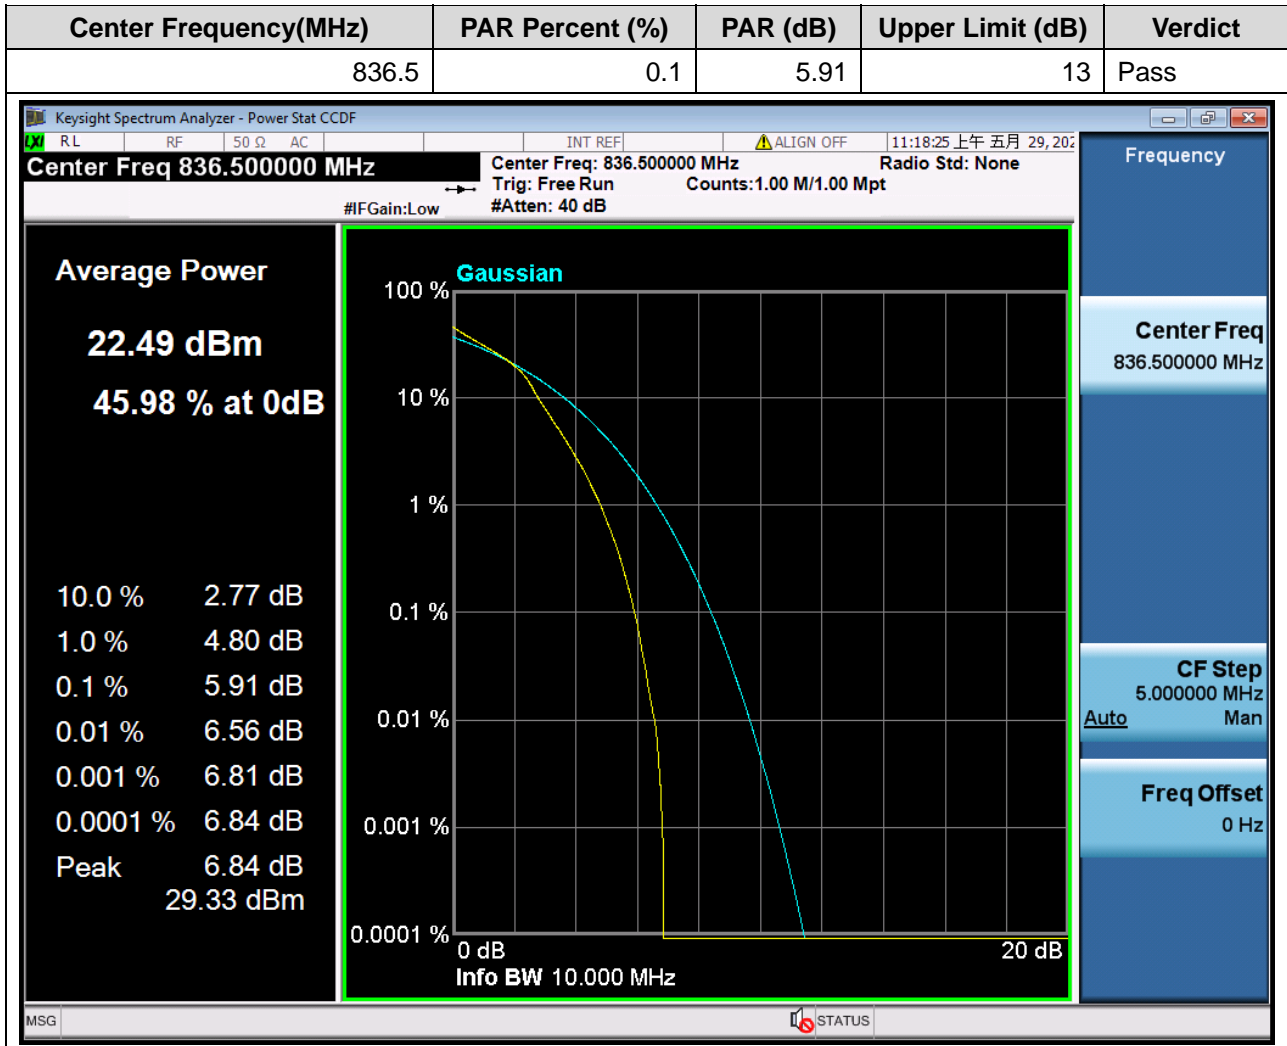 Center Frequency(MHz) PAR Percent (%) PAR (dB) Upper Limit (dB) Verdict
836.5 0.1 5.91 13 Pass
Keysight Spectrum Analyzer - Power Stat CCDF
LXI RL RF 50 Ω AC INT REF ALIGN OFF 11:18:25 上午 五月 29, 202
Center Freq 836.500000 MHz
#IFGain:Low
Center Freq: 836.500000 MHz Radio Std: None
Trig: Free Run Counts:1.00 M/1.00 Mpt
#Atten: 40 dB
Average Power
22.49 dBm
45.98 % at 0dB
10.0 % 2.77 dB
1.0 % 4.80 dB
0.1 % 5.91 dB
0.01 % 6.56 dB
0.001 % 6.81 dB
0.0001 % 6.84 dB
Peak 6.84 dB
29.33 dBm
Gaussian
100 %
10 %
1 %
0.1 %
0.01 %
0.001 %
0.0001 %
0 dB 20 dB
Info BW 10.000 MHz
Frequency
Center Freq
836.500000 MHz
CF Step
5.000000 MHz
Auto Man
Freq Offset
0 Hz
MSG STATUS